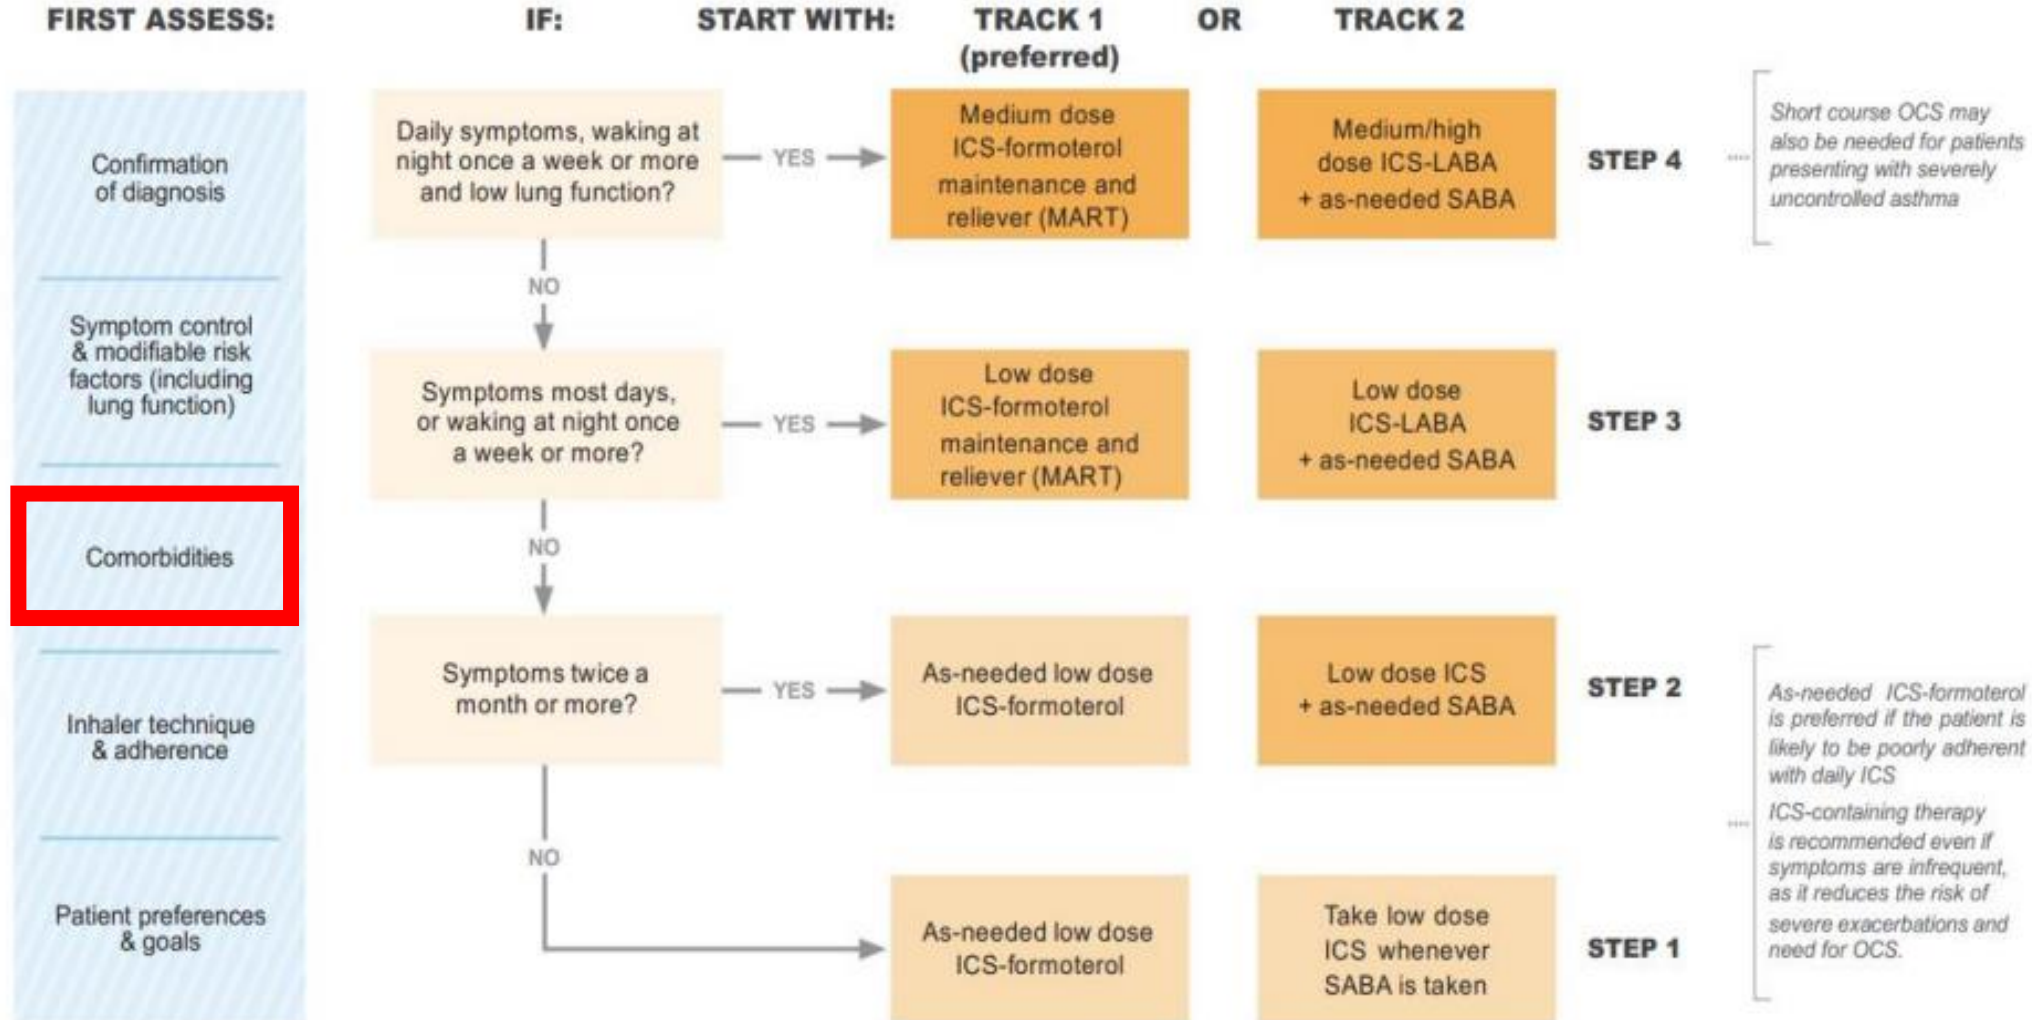 FIRST ASSESS:
IF:
START WITH:
TRACK 1
(preferred)
OR
TRACK 2
Confirmation
of diagnosis
Symptom control
& modifiable risk
factors (including
lung function)
Comorbidities
Inhaler technique
& adherence
Patient preferences
& goals
Daily symptoms, waking at
night once a week or more
and low lung function?
YES
Medium dose
ICS-formoterol
maintenance and
reliever (MART)
Medium/high
dose ICS-LABA
+ as-needed SABA
STEP 4
Short course OCS may
also be needed for patients
presenting with severely
uncontrolled asthma
NO
Symptoms most days,
or waking at night once
a week or more?
YES
Low dose
ICS-formoterol
maintenance and
reliever (MART)
Low dose
ICS-LABA
+ as-needed SABA
STEP 3
NO
Symptoms twice a
month or more?
YES
As-needed low dose
ICS-formoterol
Low dose ICS
+ as-needed SABA
STEP 2
NO
As-needed low dose
ICS-formoterol
Take low dose
ICS whenever
SABA is taken
STEP 1
As-needed ICS-formoterol
is preferred if the patient is
likely to be poorly adherent
with daily ICS
ICS-containing therapy
is recommended even if
symptoms are infrequent,
as it reduces the risk of
severe exacerbations and
need for OCS.